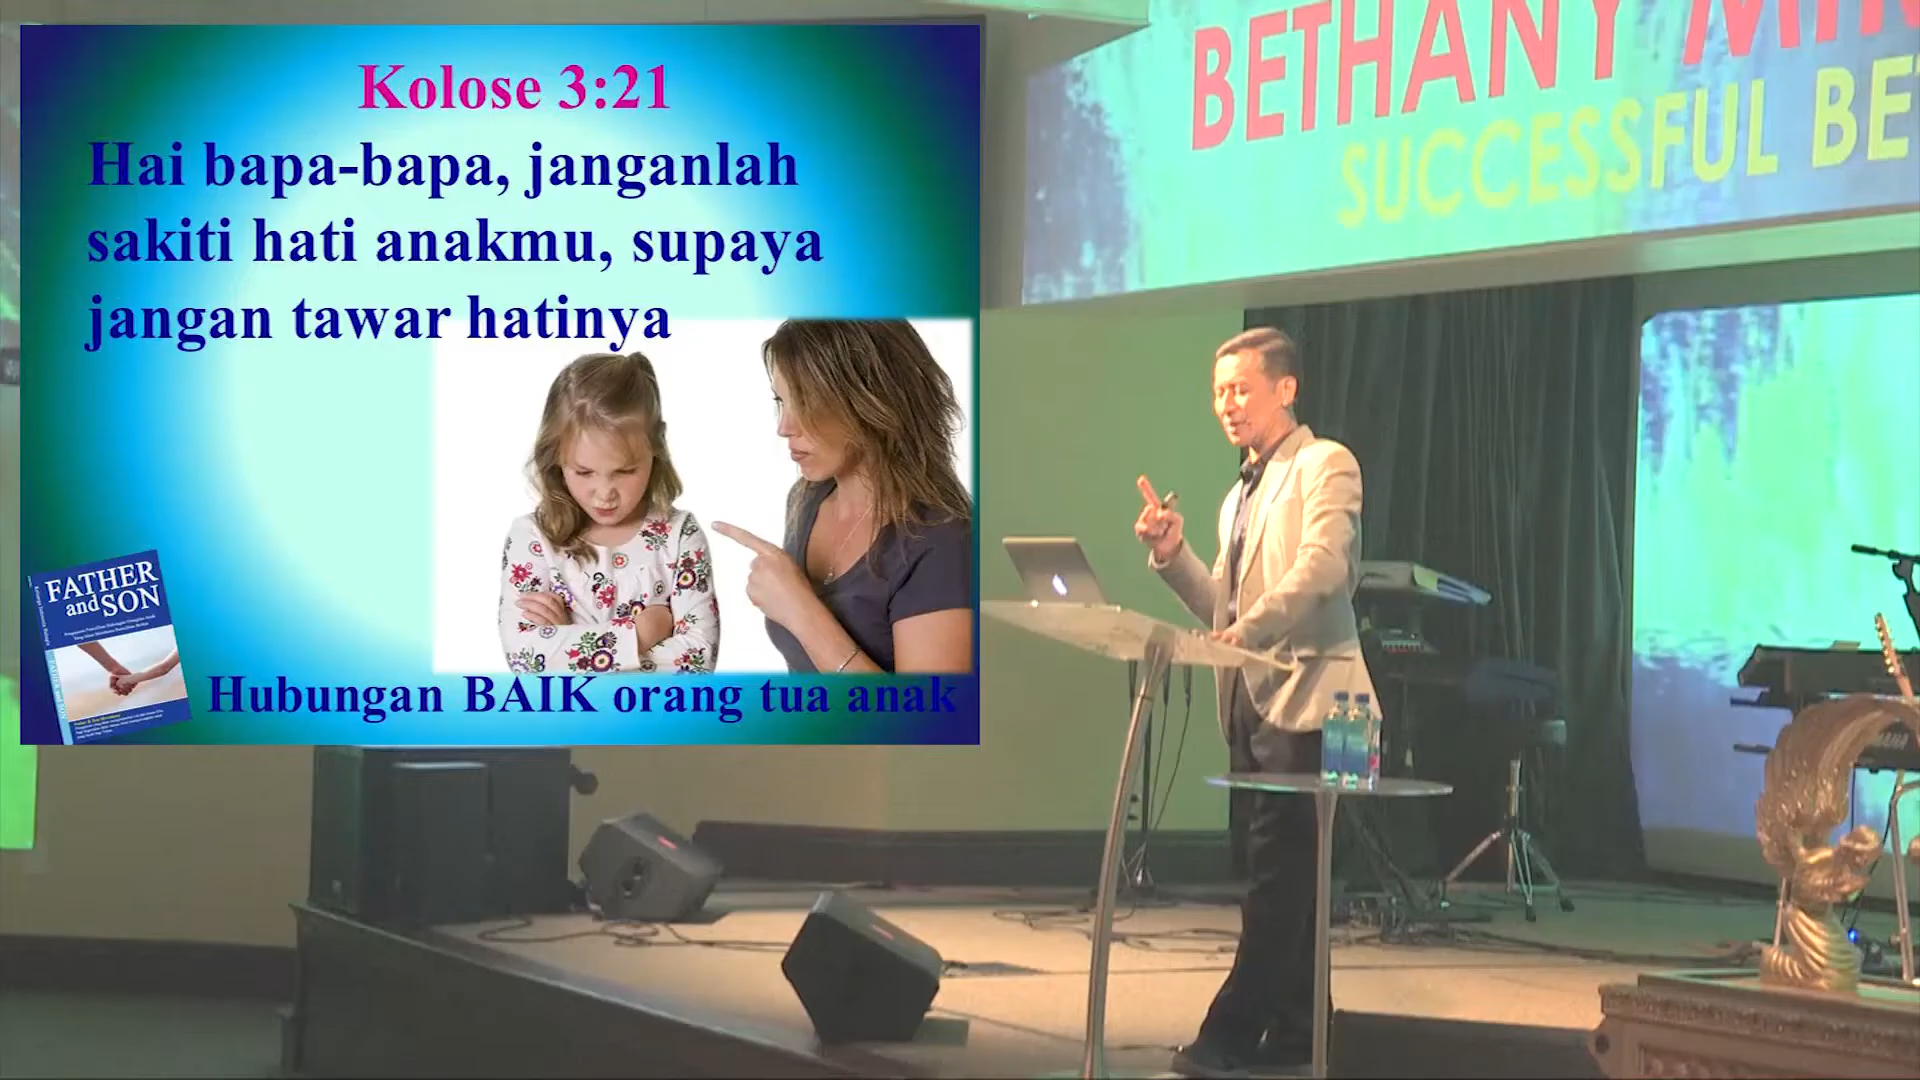 Kolose 3:21
Hai bapa-bapa, janganlah
sakiti hati anakmu, supaya
jangan tawar hatinya
Hubungan BAIK orang tua anak
FATHER
and SON
BETHANY
SUCCESSFUL
YAMAHA